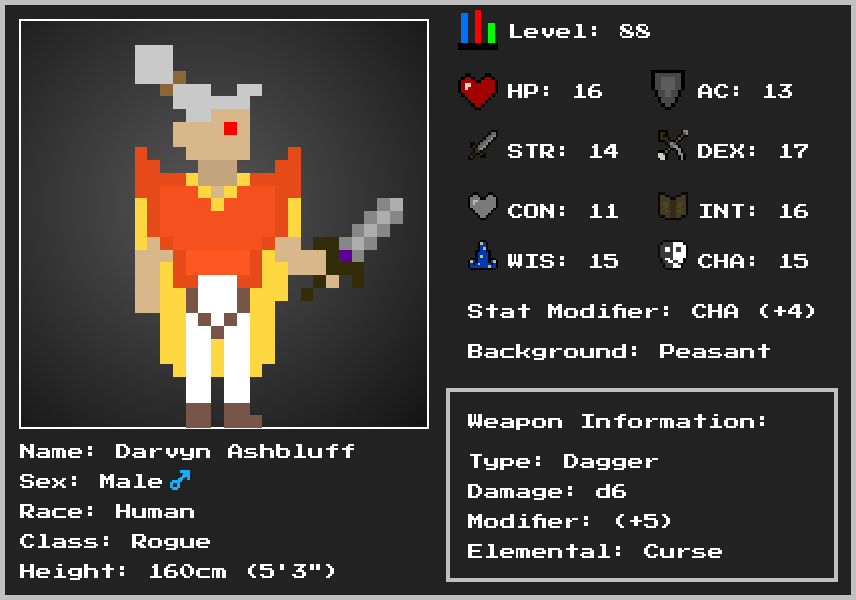 Level: 88
HP: 16
AC: 13
STR: 14
DEX: 17
CON: 11
INT: 16
WIS: 15
CHA: 15
Stat Modifier: CHA (+4)
Background: Peasant
Weapon Information:
Type: Dagger
Damage: d6
Modifier: (+5)
Elemental: Curse
Name: Darvyn Ashbluff
Sex: Male♂
Race: Human
Class: Rogue
Height: 160cm (5'3")